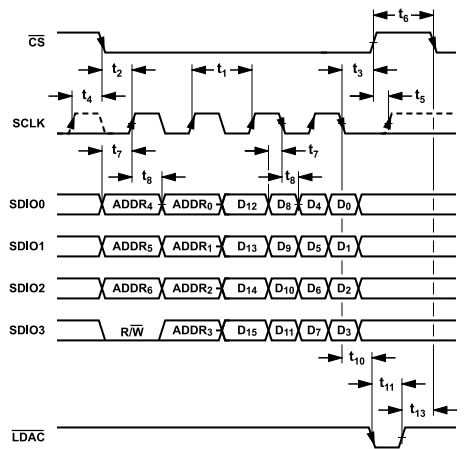 t6
CS
t2
t1
t3
t4
t5
SCLK
t7
t7
t8
t8
SDIO0
ADDR4
ADDR0
D12
D8
D4
D0
SDIO1
ADDR5
ADDR1
D13
D9
D5
D1
SDIO2
ADDR6
ADDR2
D14
D10
D6
D2
SDIO3
R/W
ADDR3
D15
D11
D7
D3
t10
t11
t13
LDAC